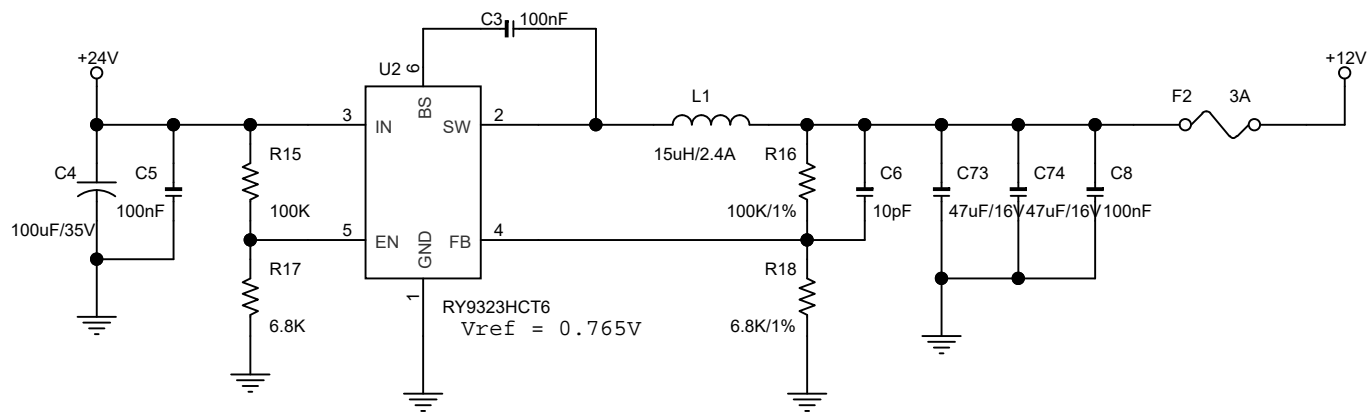 C3 100nF
+24V
U2
6
BS
+12V
L1
F2 3A
3
IN
SW
2
15uH/2.4A
R15
100K
R16
100K/1%
C4
100uF/35V
C5
100nF
C6
10pF
C73
47uF/16V
C74
47uF/16V
C8
100nF
5
EN
GND
FB
4
R17
6.8K
1
RY9323HCT6
Vref = 0.765V
R18
6.8K/1%